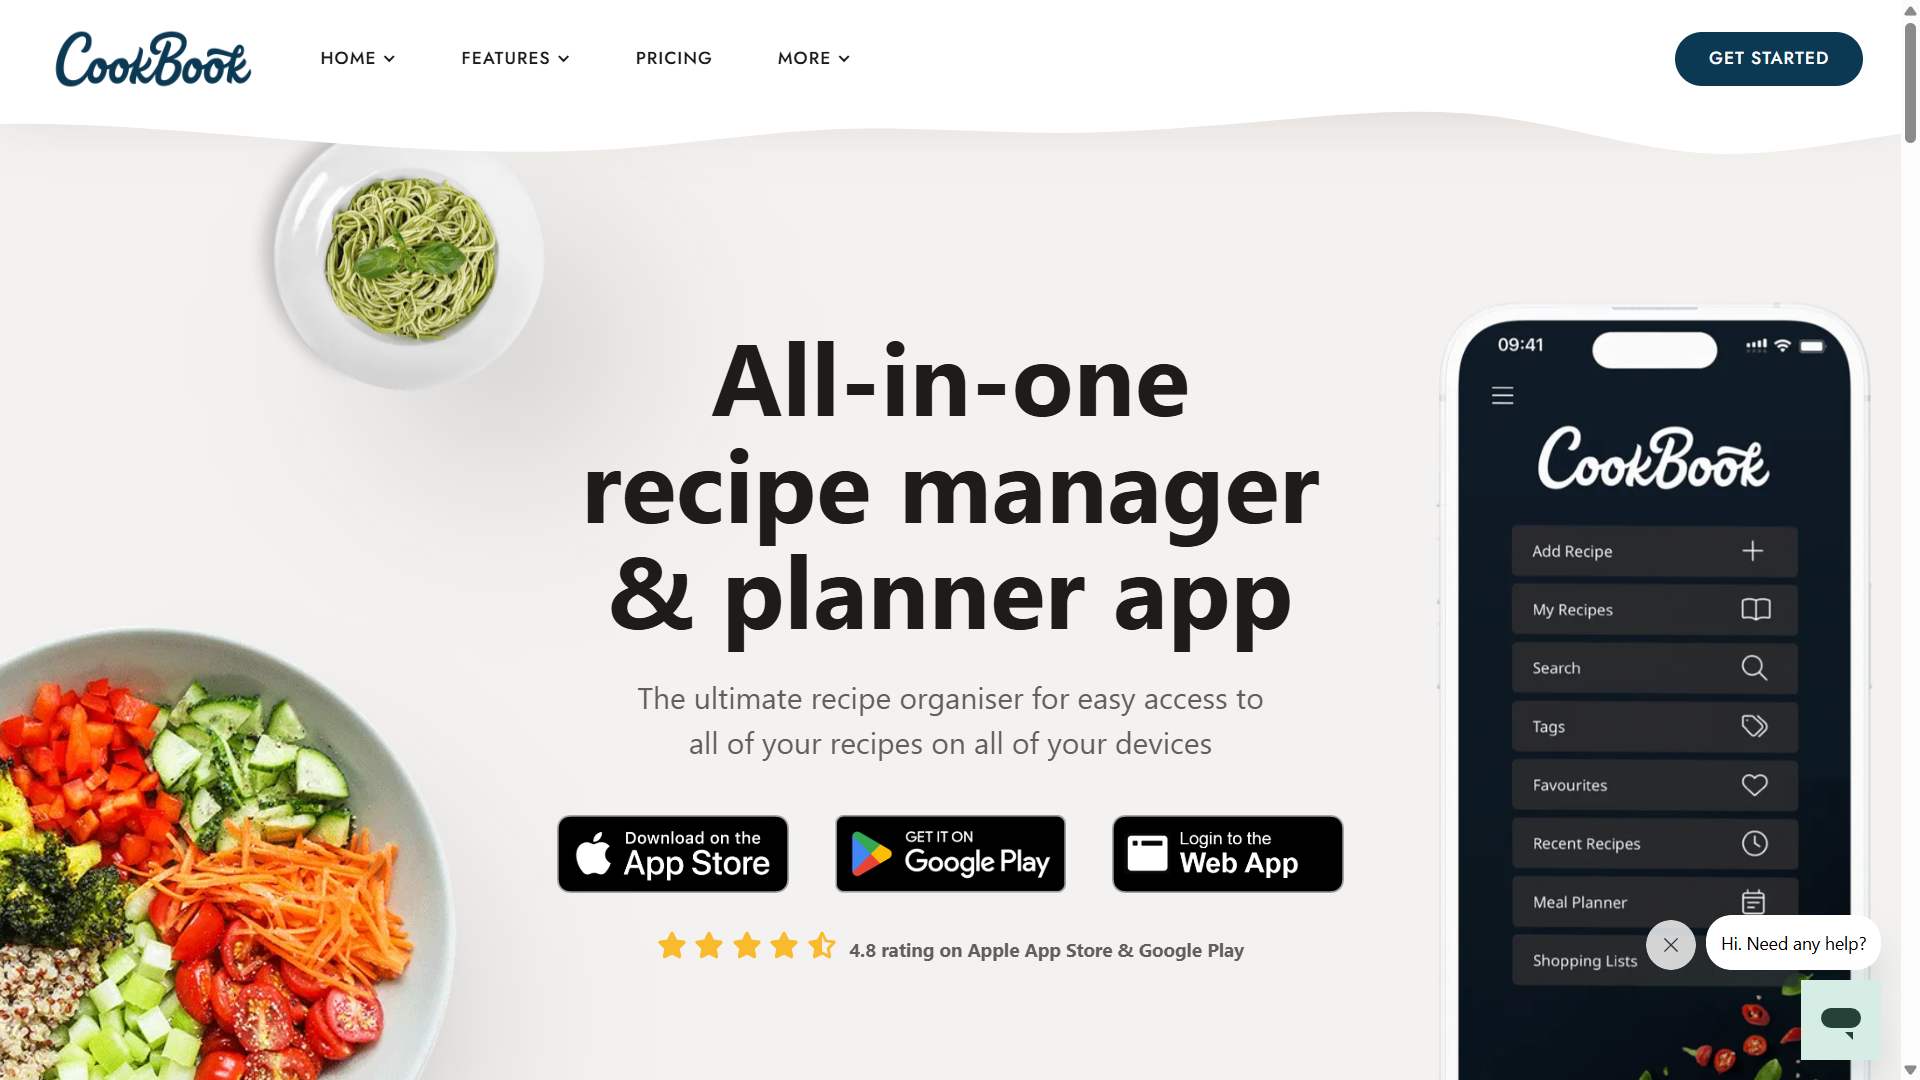 CookBook
HOME
FEATURES
PRICING
MORE
GET STARTED
All-in-one
recipe manager
& planner app
The ultimate recipe organiser for easy access to
all of your recipes on all of your devices
Download on the
App Store
GET IT ON
Google Play
Login to the
Web App
4.8 rating on Apple App Store & Google Play
09:41
CookBook
Add Recipe
My Recipes
Search
Tags
Favourites
Recent Recipes
Meal Planner
Shopping Lists
Hi. Need any help?